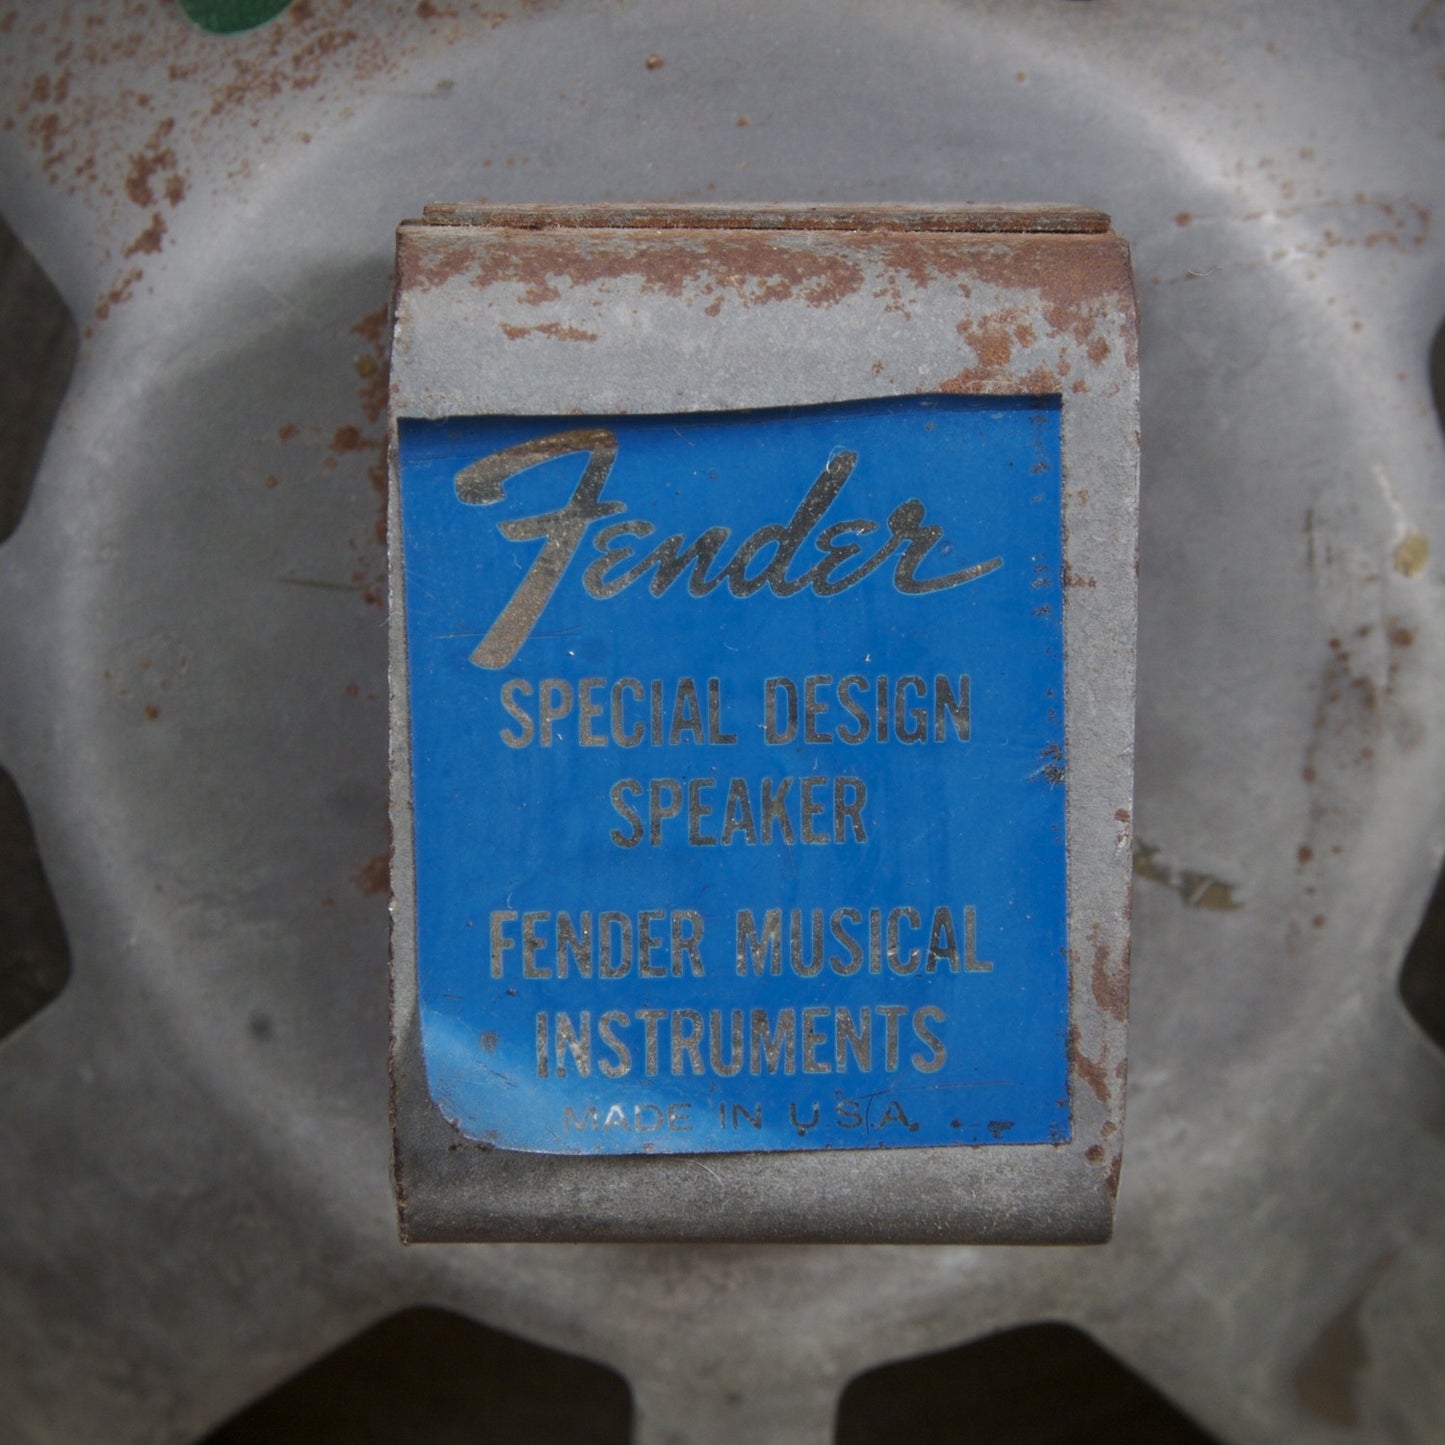 Fender
SPECIAL DESIGN
SPEAKER
FENDER MUSICAL
INSTRUMENTS
MADE IN U.S.A.